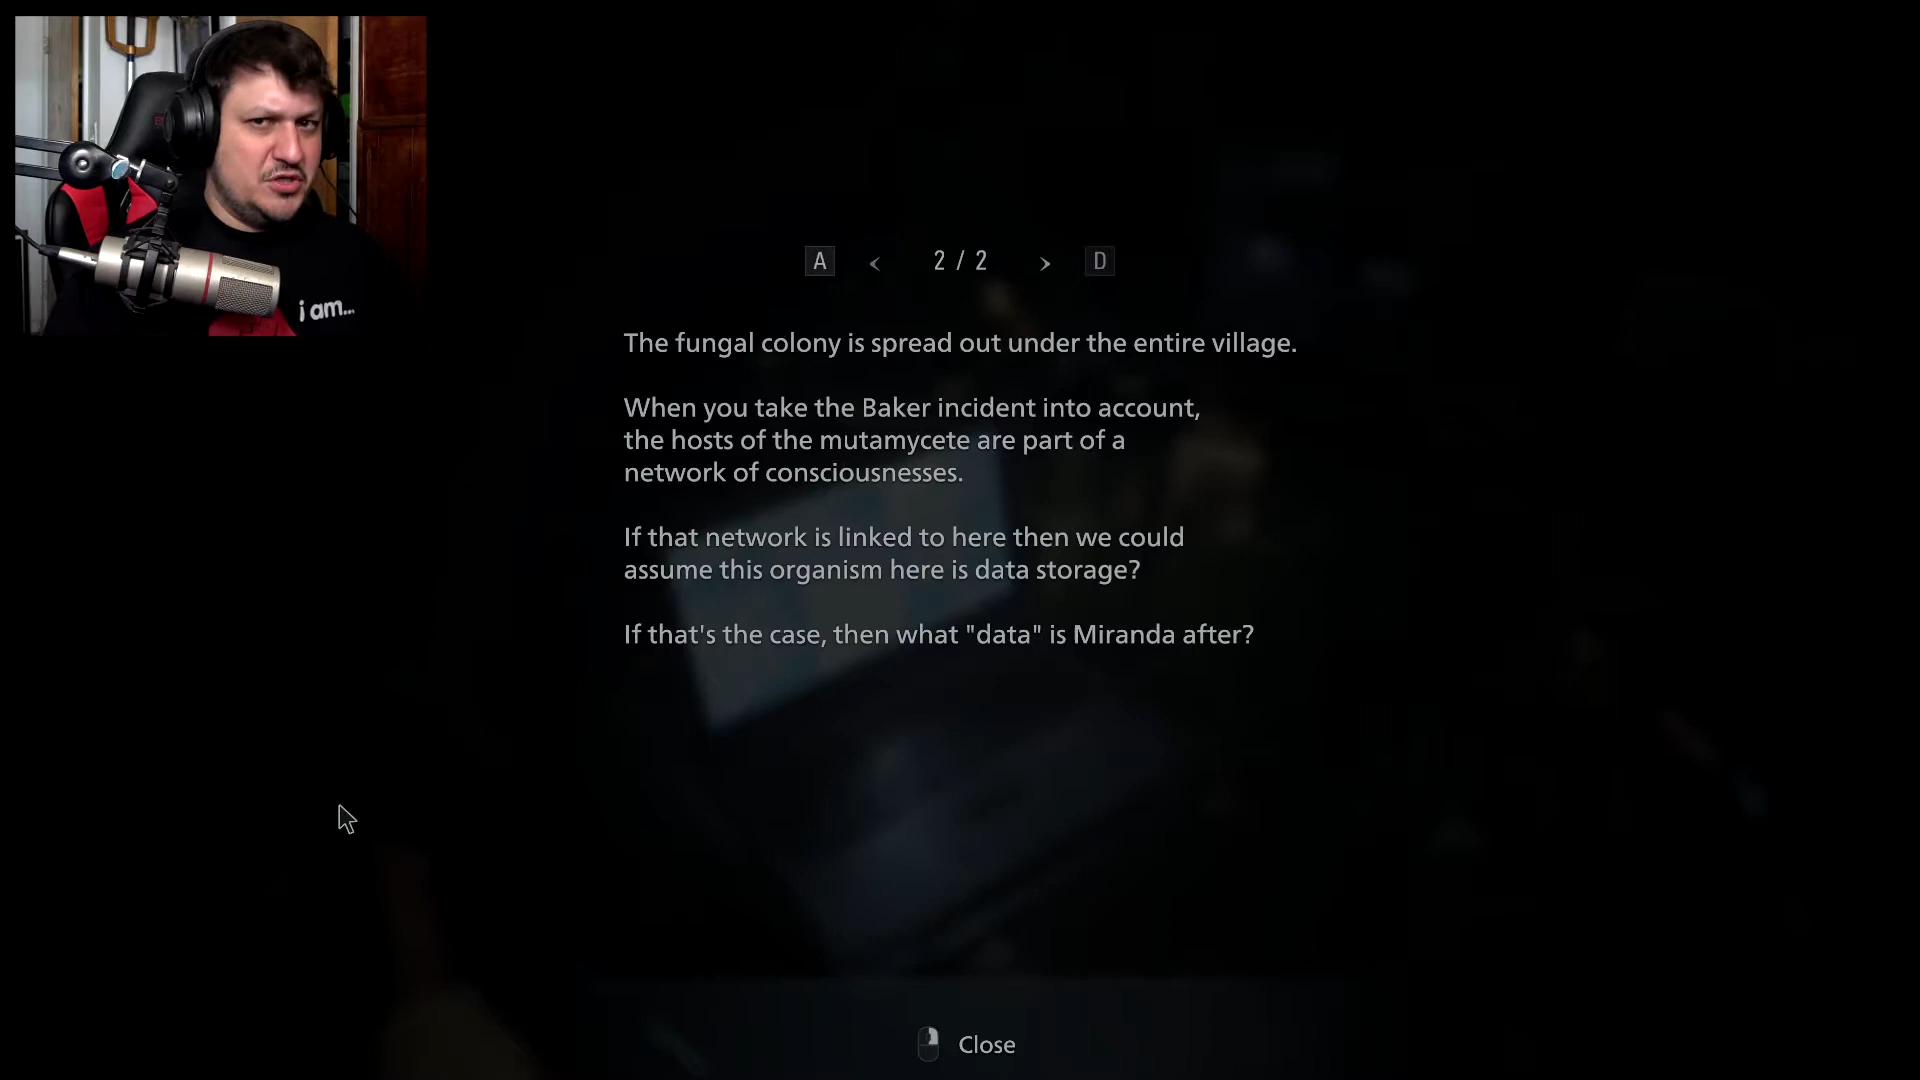 i am...
A < 2 / 2 > D
The fungal colony is spread out under the entire village.
When you take the Baker incident into account,
the hosts of the mutamycete are part of a
network of consciousnesses.
If that network is linked to here then we could
assume this organism here is data storage?
If that's the case, then what "data" is Miranda after?
Close